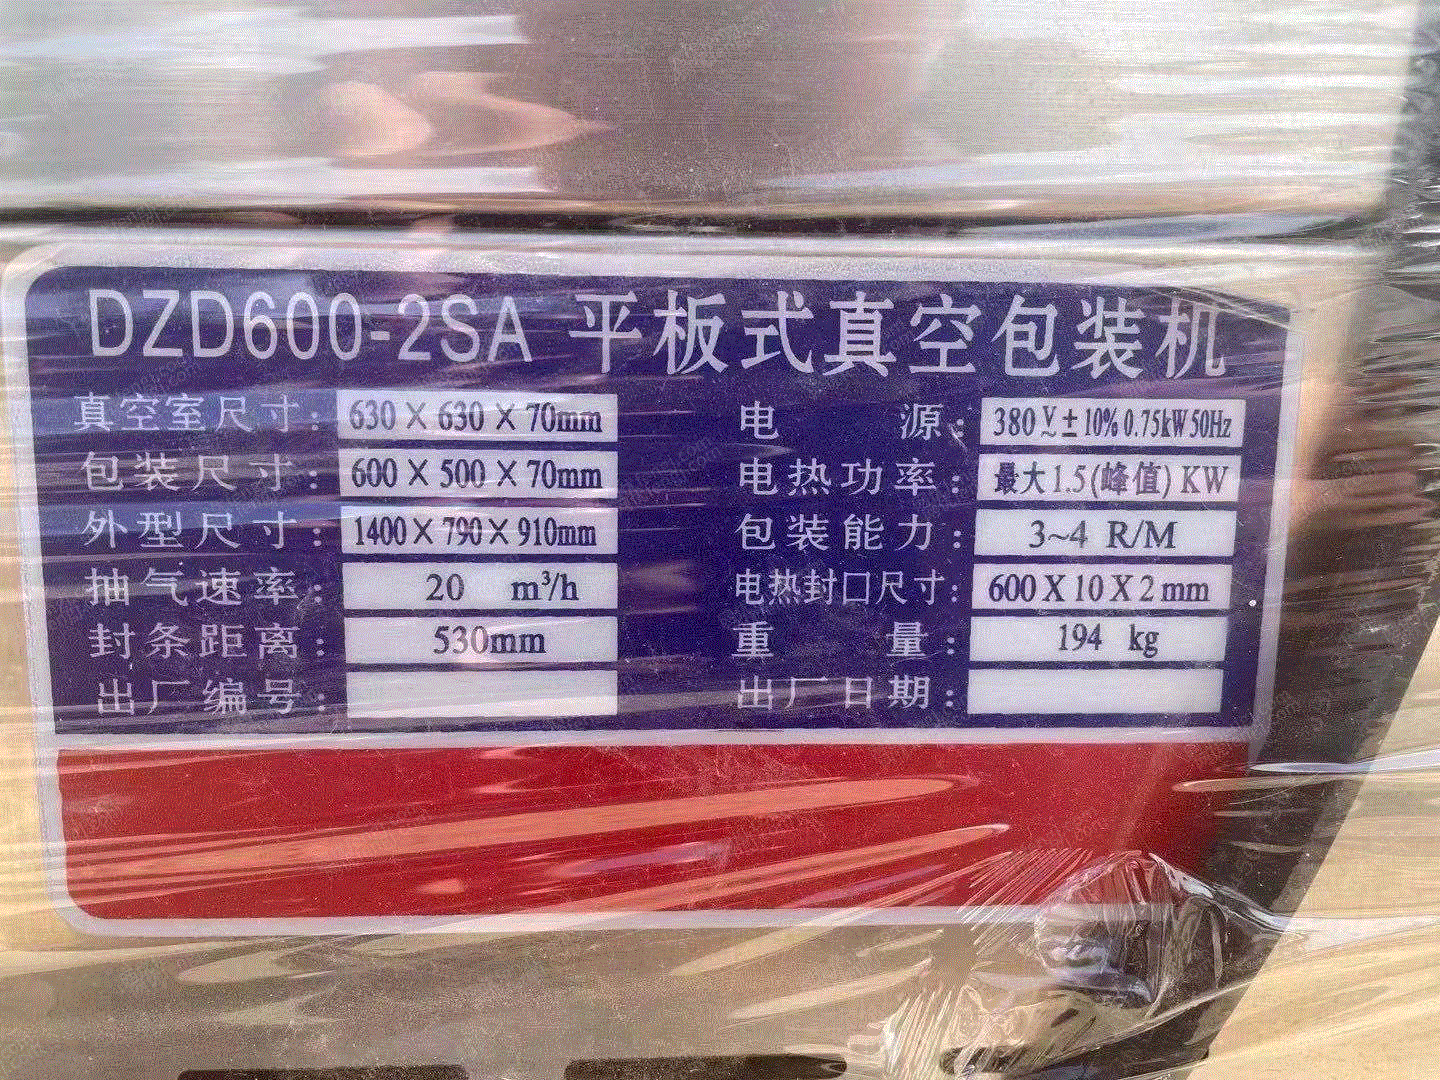 DZD600-2SA 平板式真空包装机
真空室尺寸: 630×630×70mm 电源: 380V~±10% 0.75kW 50Hz
包装尺寸: 600×500×70mm 电热功率: 最大1.5(峰值) KW
外型尺寸: 1400×790×910mm 包装能力: 3~4 R/M
抽气速率: 20 m³/h 电热封口尺寸: 600X10X2mm
封条距离: 530mm 重量: 194 kg
出厂编号: 出厂日期: